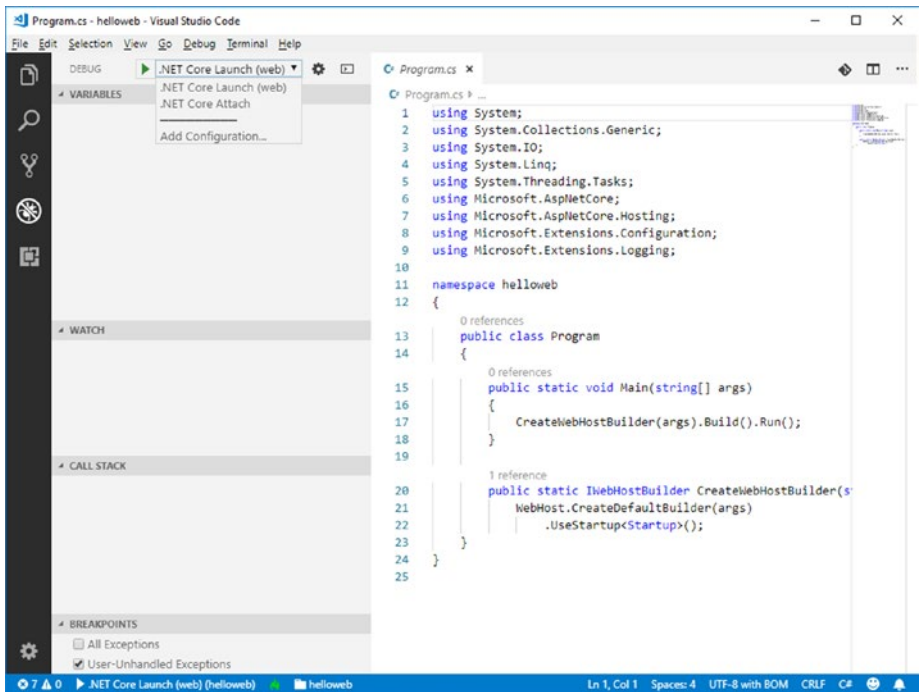 Program.cs - helloweb - Visual Studio Code
File Edit Selection View Go Debug Terminal Help
DEBUG .NET Core Launch (web)
.NET Core Launch (web)
.NET Core Attach
Add Configuration...
VARIABLES
WATCH
CALL STACK
BREAKPOINTS
All Exceptions
User-Unhandled Exceptions
Program.cs
Program.cs ...
1 using System;
2 using System.Collections.Generic;
3 using System.IO;
4 using System.Linq;
5 using System.Threading.Tasks;
6 using Microsoft.AspNetCore;
7 using Microsoft.AspNetCore.Hosting;
8 using Microsoft.Extensions.Configuration;
9 using Microsoft.Extensions.Logging;
10
11 namespace helloweb
12 {
0 references
13 public class Program
14 {
0 references
15 public static void Main(string[] args)
16 {
17 CreateWebHostBuilder(args).Build().Run();
18 }
19
1 reference
20 public static IWebHostBuilder CreateWebHostBuilder(s
21 WebHost.CreateDefaultBuilder(args)
22 .UseStartup<Startup>();
23 }
24 }
25
7 0 .NET Core Launch (web) (helloweb) helloweb Ln 1, Col 1 Spaces: 4 UTF-8 with BOM CRLF C#